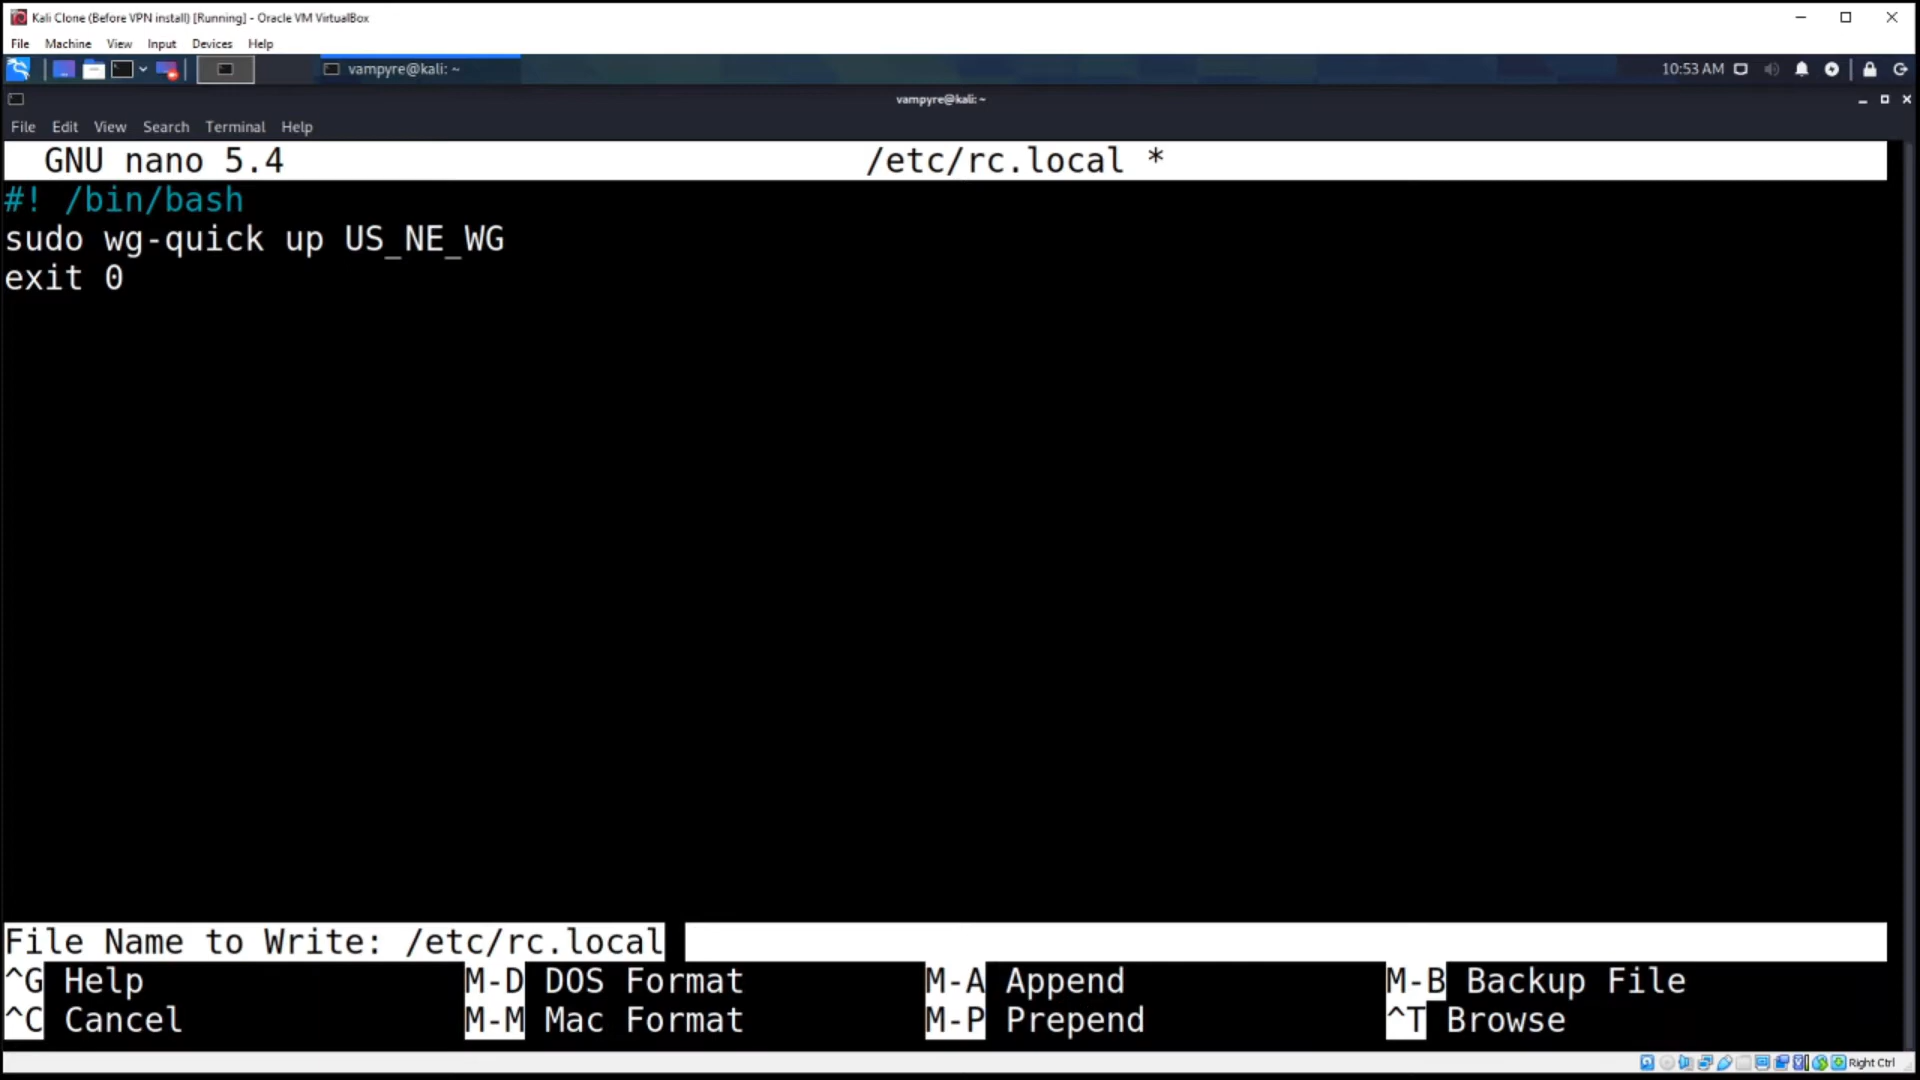 Kali Clone (Before VPN install) [Running] - Oracle VM VirtualBox
File Machine View Input Devices Help
vampyre@kali: ~
10:53 AM
vampyre@kali: ~
File Edit View Search Terminal Help
GNU nano 5.4 /etc/rc.local *
#! /bin/bash
sudo wg-quick up US_NE_WG
exit 0
File Name to Write: /etc/rc.local
^G Help M-D DOS Format M-A Append M-B Backup File
^C Cancel M-M Mac Format M-P Prepend ^T Browse
Right Ctrl